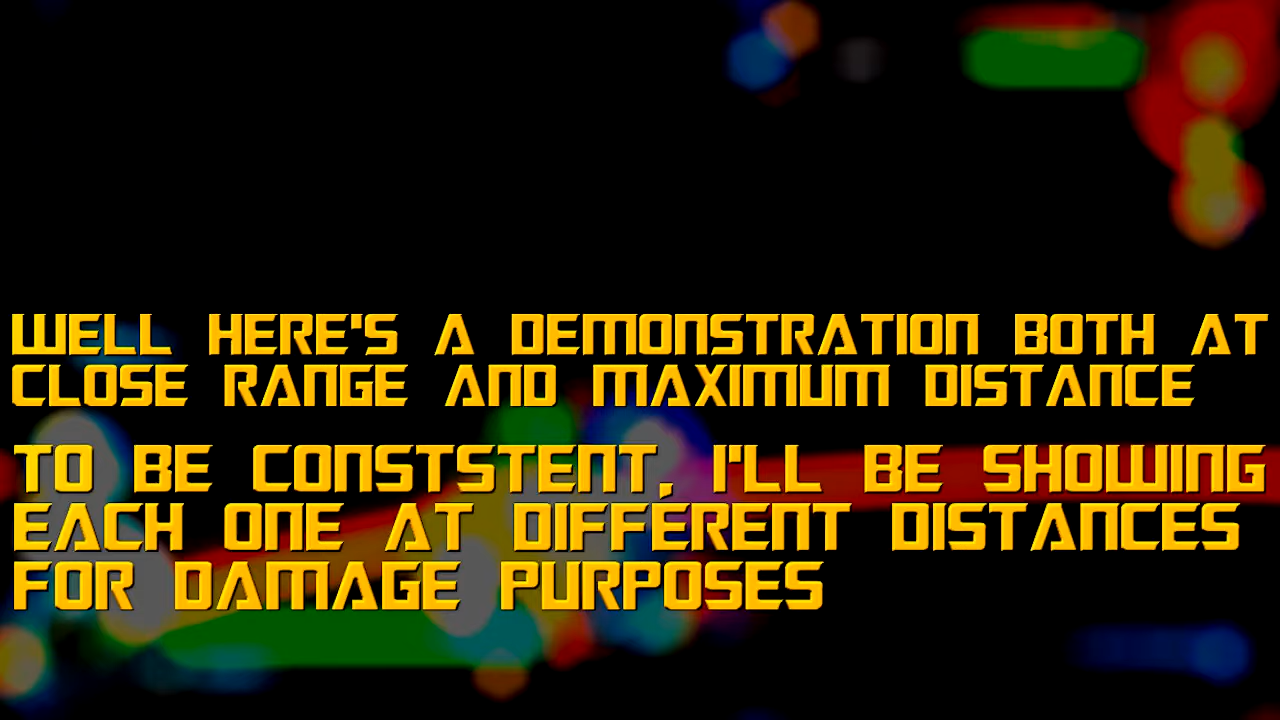 WELL HERE'S A DEMONSTRATION BOTH AT
CLOSE RANGE AND MAXIMUM DISTANCE
TO BE CONSTSTENT, I'LL BE SHOWING
EACH ONE AT DIFFERENT DISTANCES
FOR DAMAGE PURPOSES